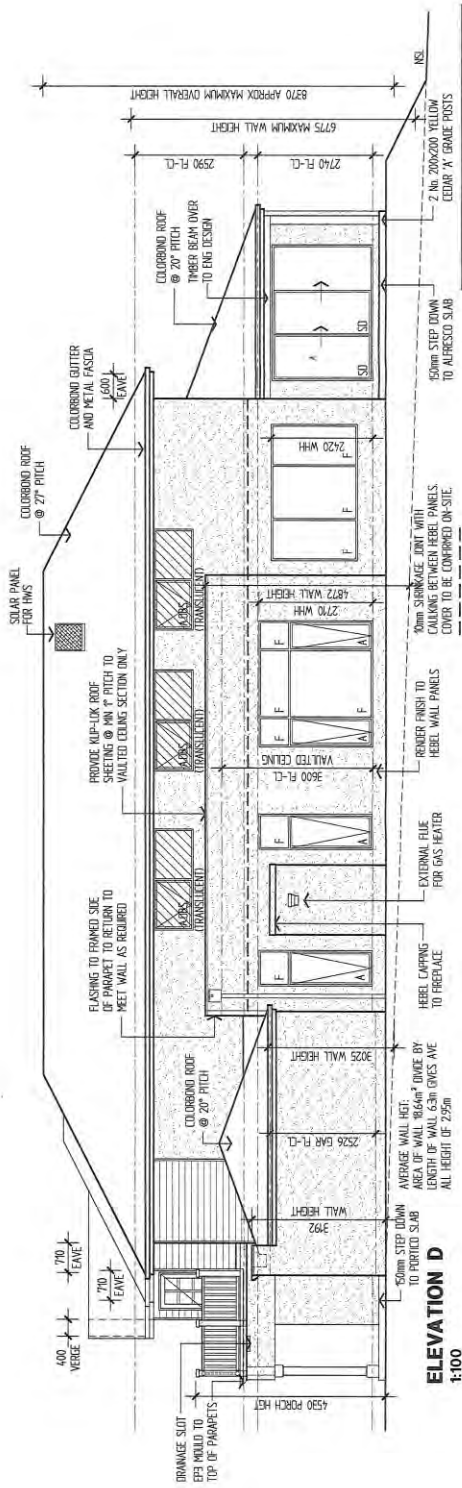 400
VERGE
710
EAVE
710
EAVE
DRAINAGE SLOT
EPS MOULD TO
TOP OF PARAPETS
4530 PORCH HGT
COLORBOND ROOF
@ 20° PITCH
FLASHING TO FRAMED SIDE
OF PARAPET TO RETURN TO
MEET WALL AS REQUIRED
PROVIDE KLIP-LOK ROOF
SHEETING @ MIN 1° PITCH TO
VAULTED CEILING SECTION ONLY
SOLAR PANEL
FOR HWS
COLORBOND ROOF
@ 27° PITCH
COLORBOND GUTTER
AND METAL FASCIA
600
EAVE
COLORBOND ROOF
@ 20° PITCH
TIMBER BEAM OVER
TO ENG DESIGN
2590 FL-CL
2740 FL-CL
6775 MAXIMUM WALL HEIGHT
8370 APPROX MAXIMUM OVERALL HEIGHT
NSL
(TRANSLUCENT)
(TRANSLUCENT)
(TRANSLUCENT)
3192
WALL HEIGHT
2526 GAR FL-CL
3025 WALL HEIGHT
F
A
F
A
3600 FL-CL
VAULTED CEILING
F
A
F
F
A
2710 WHH
4872 WALL HEIGHT
F
F
F
2420 WHH
SD
A
SD
150mm STEP DOWN
TO PORTICO SLAB
AVERAGE WALL HGT:
AREA OF WALL 18.64m² DIVIDE BY
LENGTH OF WALL 6.3m GIVES AVE
ALL HEIGHT OF 2.95m
HEBEL CAPPING
TO FIREPLACE
EXTERNAL FLUE
FOR GAS HEATER
RENDER FINISH TO
HEBEL WALL PANELS
10mm SHRINKAGE JOINT WITH
CAULKING BETWEEN HEBEL PANELS.
COVER TO BE CONFIRMED ON-SITE.
150mm STEP DOWN
TO ALFRESCO SLAB
2 No. 200x200 YELLOW
CEDAR 'A' GRADE POSTS
ELEVATION D
1:100